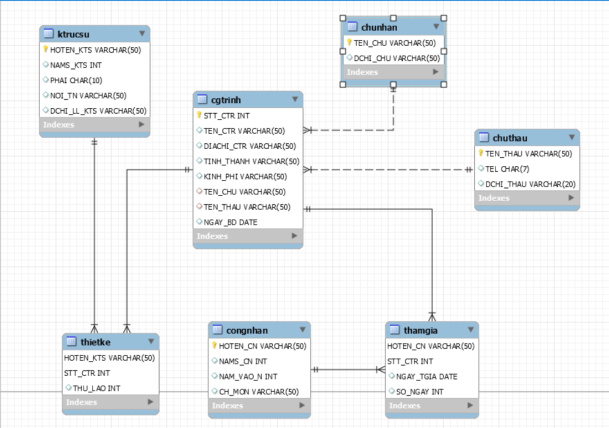 ktrucsu
HOTEN_KTS VARCHAR(50)
NAMS_KTS INT
PHAI CHAR(10)
NOI_TN VARCHAR(50)
DCHI_LL_KTS VARCHAR(50)
Indexes
chunhan
TEN_CHU VARCHAR(50)
DCHI_CHU VARCHAR(50)
Indexes
cgtrinh
STT_CTR INT
TEN_CTR VARCHAR(50)
DIACHI_CTR VARCHAR(50)
TINH_THANH VARCHAR(50)
KINH_PHI VARCHAR(50)
TEN_CHU VARCHAR(50)
TEN_THAU VARCHAR(50)
NGAY_BD DATE
Indexes
chuthau
TEN_THAU VARCHAR(50)
TEL CHAR(7)
DCHI_THAU VARCHAR(20)
Indexes
thietke
HOTEN_KTS VARCHAR(50)
STT_CTR INT
THU_LAO INT
Indexes
congnhan
HOTEN_CN VARCHAR(50)
NAMS_CN INT
NAM_VAO_N INT
CH_MON VARCHAR(50)
Indexes
thamgia
HOTEN_CN VARCHAR(50)
STT_CTR INT
NGAY_TGIA DATE
SO_NGAY INT
Indexes